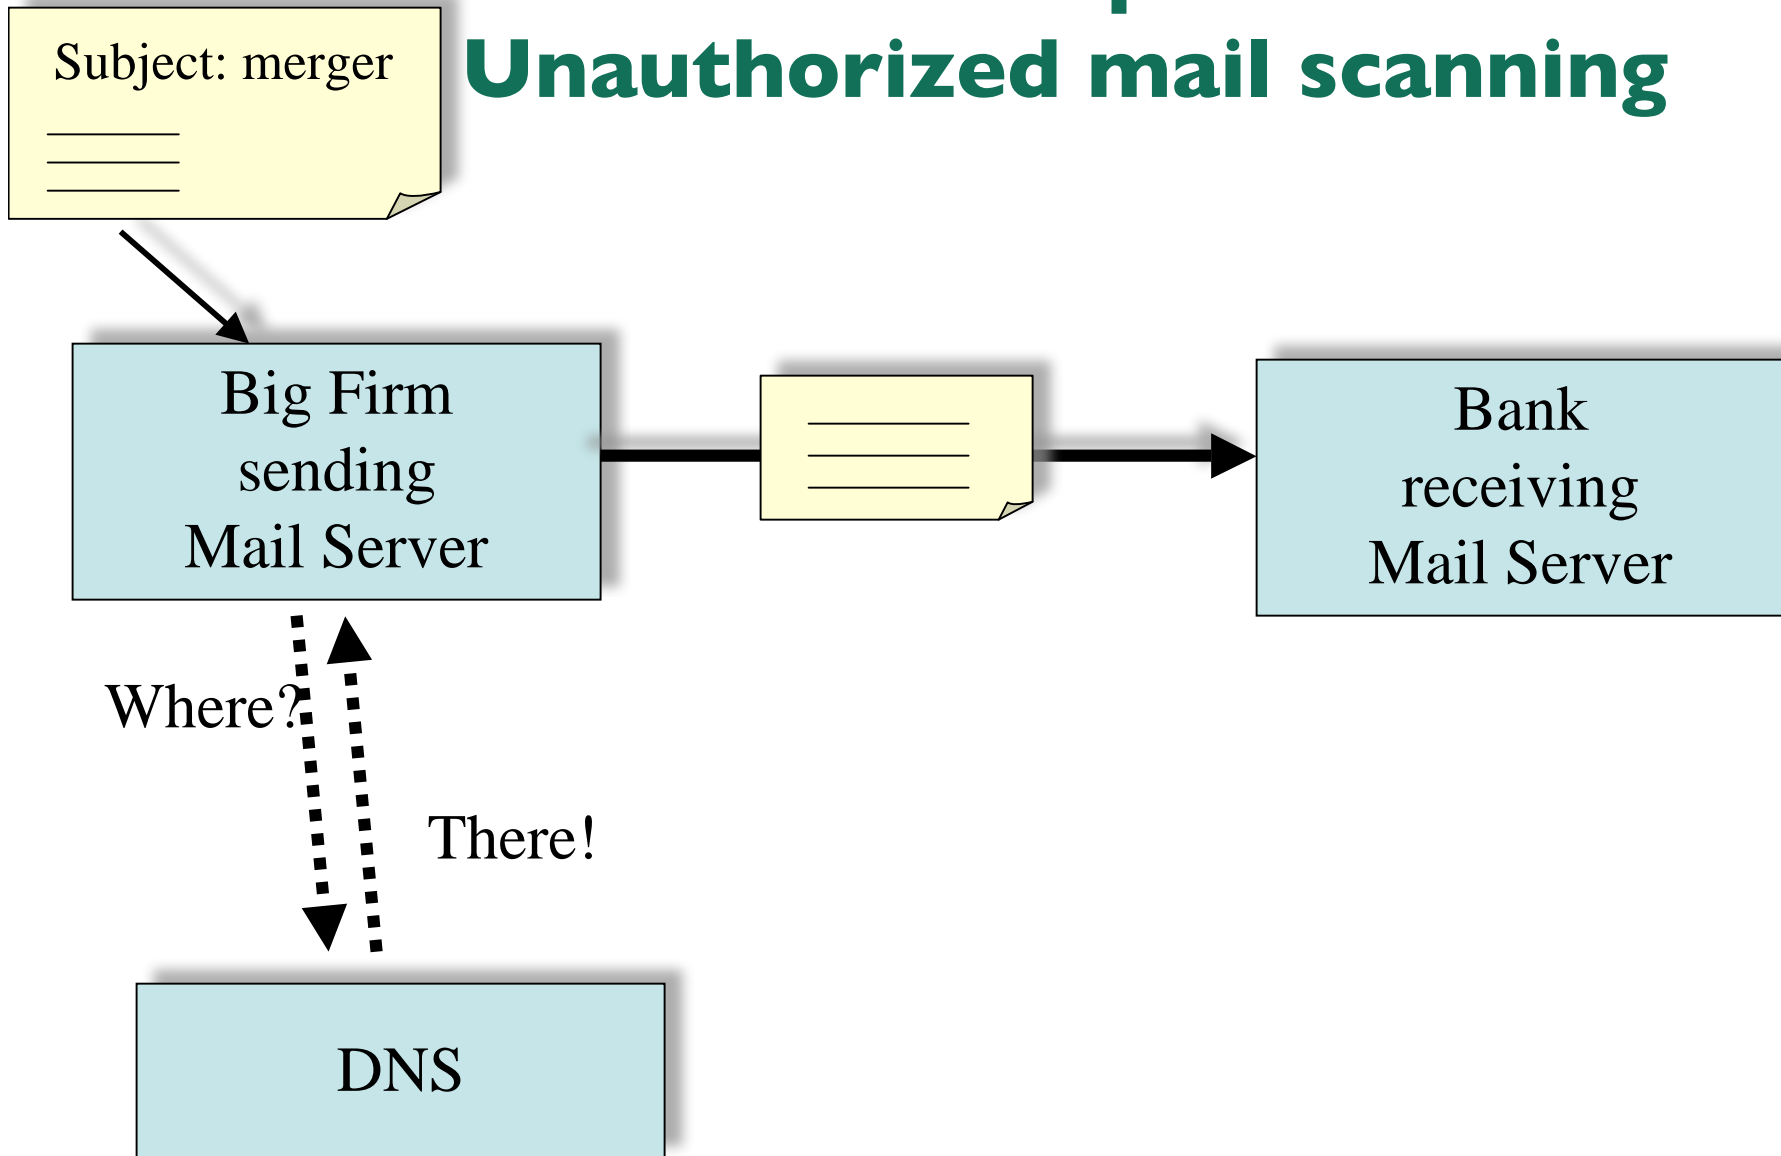 Unauthorized mail scanning
Subject: merger
Big Firm
sending
Mail Server
Bank
receiving
Mail Server
Where?
There!
DNS